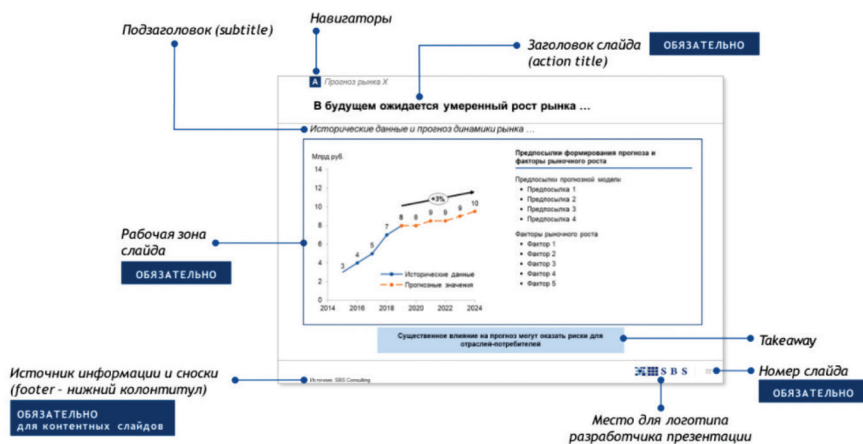 Навигаторы
Подзаголовок (subtitle)
Заголовок слайда
(action title)
ОБЯЗАТЕЛЬНО
A Прогноз рынка X
В будущем ожидается умеренный рост рынка ...
Исторические данные и прогноз динамики рынка ...
Млрд руб.
14
12
10
8
6
4
2
0
3
4
5
7
8
8
9
9
9
10
+3%
Исторические данные
Прогнозные значения
2014
2016
2018
2020
2022
2024
Предпосылки формирования прогноза и
факторы рыночного роста
Предпосылки прогнозной модели
• Предпосылка 1
• Предпосылка 2
• Предпосылка 3
• Предпосылка 4
Факторы рыночного роста
• Фактор 1
• Фактор 2
• Фактор 3
• Фактор 4
• Фактор 5
Рабочая зона
слайда
ОБЯЗАТЕЛЬНО
Существенное влияние на прогноз могут оказать риски для
отраслей-потребителей
Takeaway
Источник информации и сноски
(footer – нижний колонтитул)
ОБЯЗАТЕЛЬНО
для контентных слайдов
Источник: SBS Consulting
SBS
Номер слайда
ОБЯЗАТЕЛЬНО
Место для логотипа
разработчика презентации